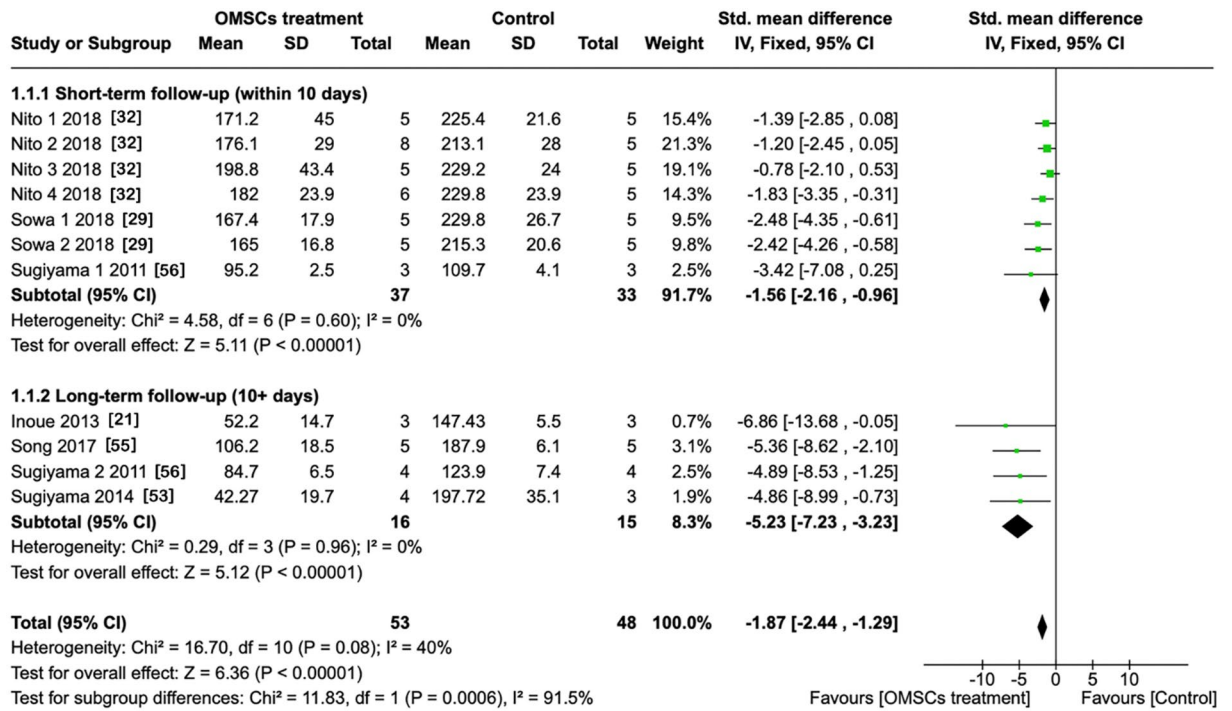 OMSCs treatment Control Std. mean difference Std. mean difference
Study or Subgroup Mean SD Total Mean SD Total Weight IV, Fixed, 95% CI IV, Fixed, 95% CI
1.1.1 Short-term follow-up (within 10 days)
Nito 1 2018 [32] 171.2 45 5 225.4 21.6 5 15.4% -1.39 [-2.85 , 0.08]
Nito 2 2018 [32] 176.1 29 8 213.1 28 5 21.3% -1.20 [-2.45 , 0.05]
Nito 3 2018 [32] 198.8 43.4 5 229.2 24 5 19.1% -0.78 [-2.10 , 0.53]
Nito 4 2018 [32] 182 23.9 6 229.8 23.9 5 14.3% -1.83 [-3.35 , -0.31]
Sowa 1 2018 [29] 167.4 17.9 5 229.8 26.7 5 9.5% -2.48 [-4.35 , -0.61]
Sowa 2 2018 [29] 165 16.8 5 215.3 20.6 5 9.8% -2.42 [-4.26 , -0.58]
Sugiyama 1 2011 [56] 95.2 2.5 3 109.7 4.1 3 2.5% -3.42 [-7.08 , 0.25]
Subtotal (95% CI) 37 33 91.7% -1.56 [-2.16 , -0.96]
Heterogeneity: Chi² = 4.58, df = 6 (P = 0.60); I² = 0%
Test for overall effect: Z = 5.11 (P < 0.00001)
1.1.2 Long-term follow-up (10+ days)
Inoue 2013 [21] 52.2 14.7 3 147.43 5.5 3 0.7% -6.86 [-13.68 , -0.05]
Song 2017 [55] 106.2 18.5 5 187.9 6.1 5 3.1% -5.36 [-8.62 , -2.10]
Sugiyama 2 2011 [56] 84.7 6.5 4 123.9 7.4 4 2.5% -4.89 [-8.53 , -1.25]
Sugiyama 2014 [53] 42.27 19.7 4 197.72 35.1 3 1.9% -4.86 [-8.99 , -0.73]
Subtotal (95% CI) 16 15 8.3% -5.23 [-7.23 , -3.23]
Heterogeneity: Chi² = 0.29, df = 3 (P = 0.96); I² = 0%
Test for overall effect: Z = 5.12 (P < 0.00001)
Total (95% CI) 53 48 100.0% -1.87 [-2.44 , -1.29]
Heterogeneity: Chi² = 16.70, df = 10 (P = 0.08); I² = 40%
Test for overall effect: Z = 6.36 (P < 0.00001) -10 -5 0 5 10
Test for subgroup differences: Chi² = 11.83, df = 1 (P = 0.0006), I² = 91.5% Favours [OMSCs treatment] Favours [Control]